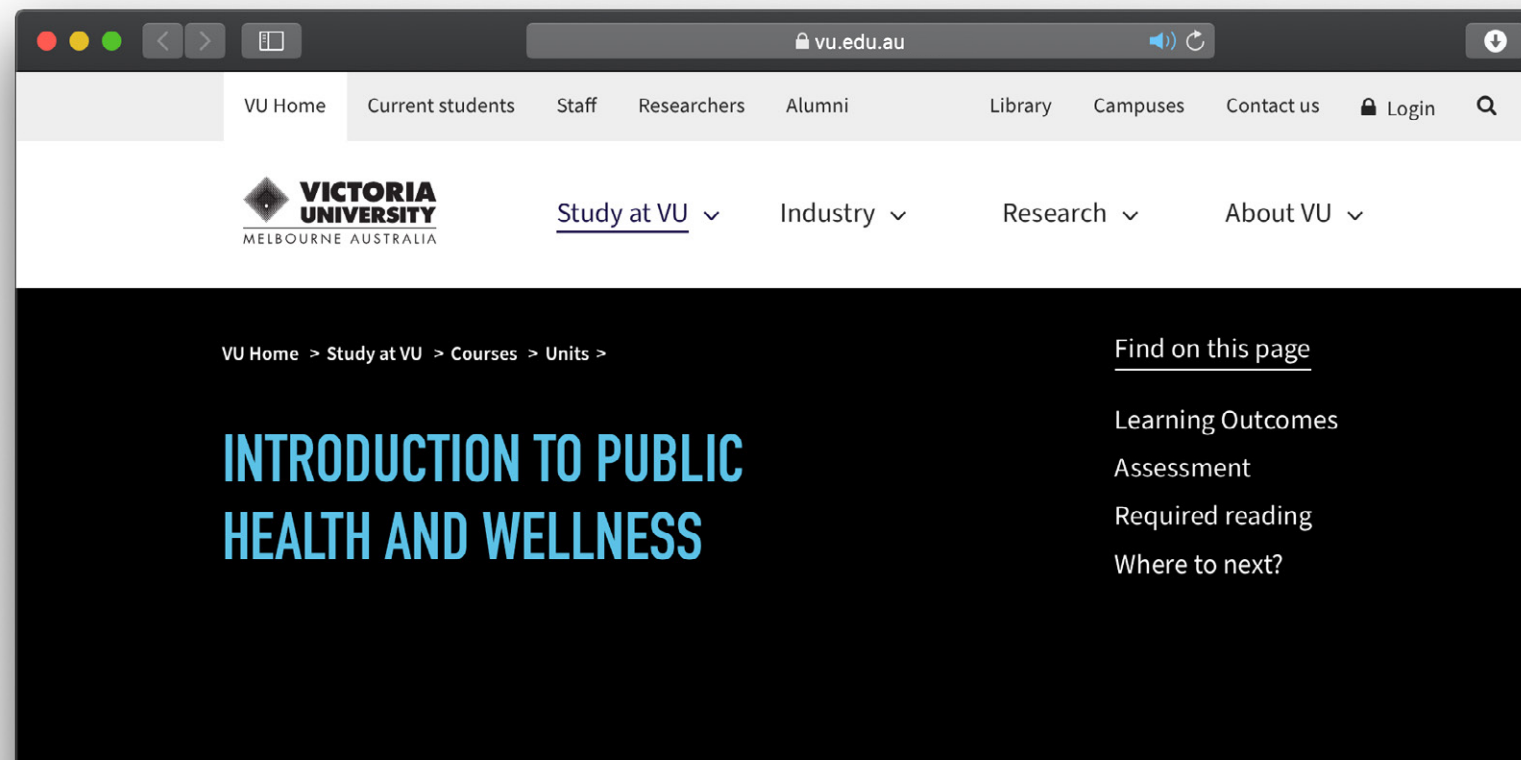 vu.edu.au
VU Home Current students Staff Researchers Alumni Library Campuses Contact us Login
VICTORIA
UNIVERSITY
MELBOURNE AUSTRALIA
Study at VU Industry Research About VU
VU Home > Study at VU > Courses > Units >
INTRODUCTION TO PUBLIC
HEALTH AND WELLNESS
Find on this page
Learning Outcomes
Assessment
Required reading
Where to next?